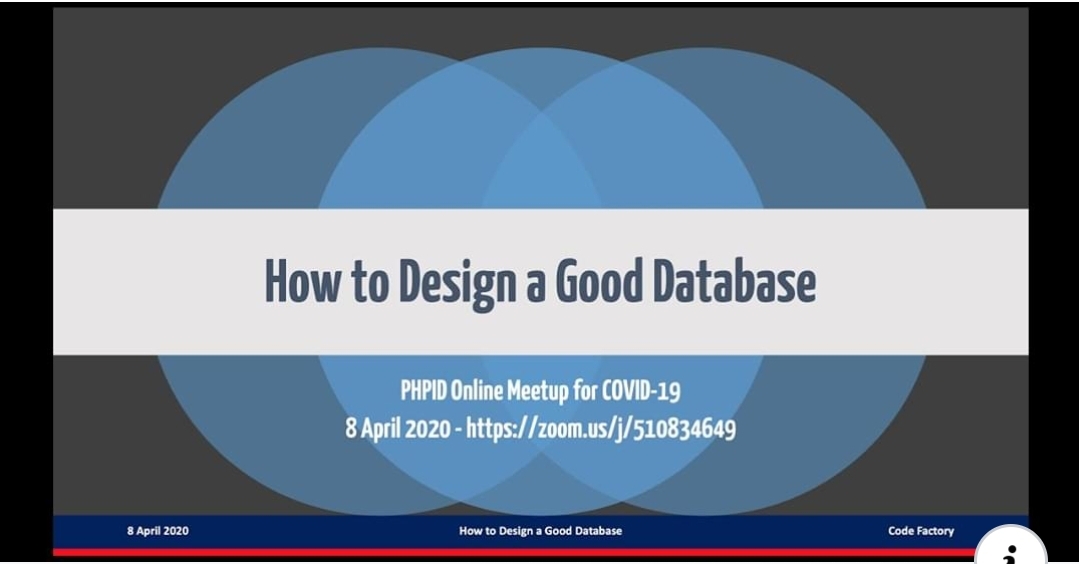 How to Design a Good Database
PHPID Online Meetup for COVID-19
8 April 2020 - https://zoom.us/j/510834649
8 April 2020
How to Design a Good Database
Code Factory
i